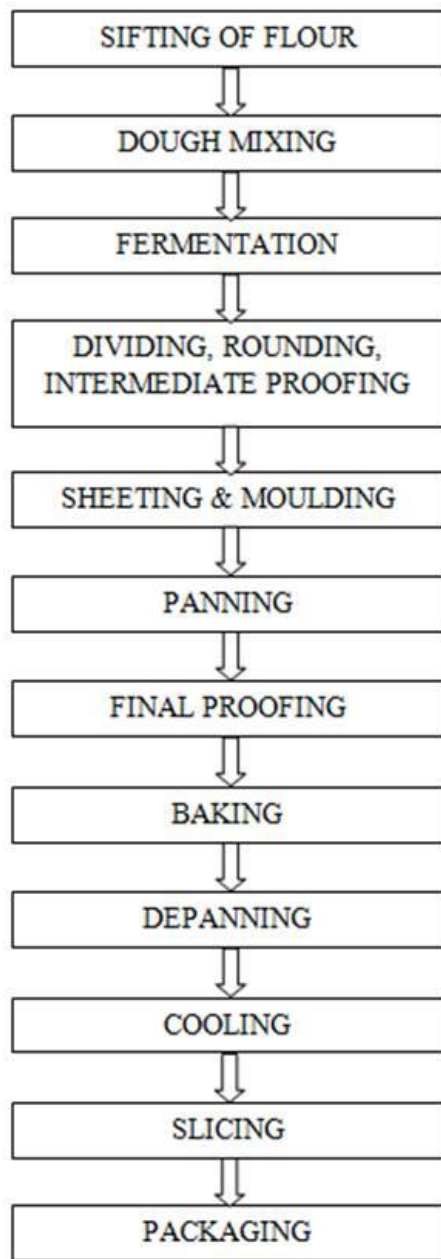 SIFTING OF FLOUR
DOUGH MIXING
FERMENTATION
DIVIDING, ROUNDING,
INTERMEDIATE PROOFING
SHEETING & MOULDING
PANNING
FINAL PROOFING
BAKING
DEPANNING
COOLING
SLICING
PACKAGING